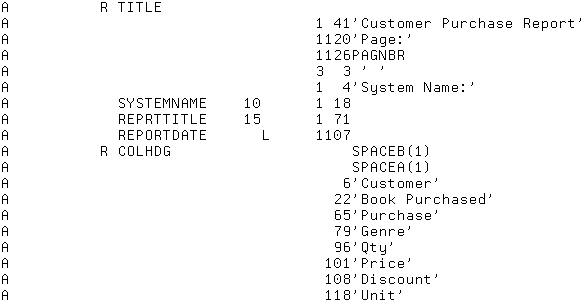 A            R TITLE
A                                      1 41'Customer Purchase Report'
A                                      1120'Page:'
A                                      1126PAGNBR
A                                      3  3 ' '
A                                      1  4'System Name:'
A              SYSTEMNAME    10        1 18
A              REPRTTITLE    15        1 71
A              REPORTDATE      L       1107
A            R COLHDG                      SPACEB(1)
A                                          SPACEA(1)
A                                         6'Customer'
A                                        22'Book Purchased'
A                                        65'Purchase'
A                                        79'Genre'
A                                        96'Qty'
A                                       101'Price'
A                                       108'Discount'
A                                       118'Unit'